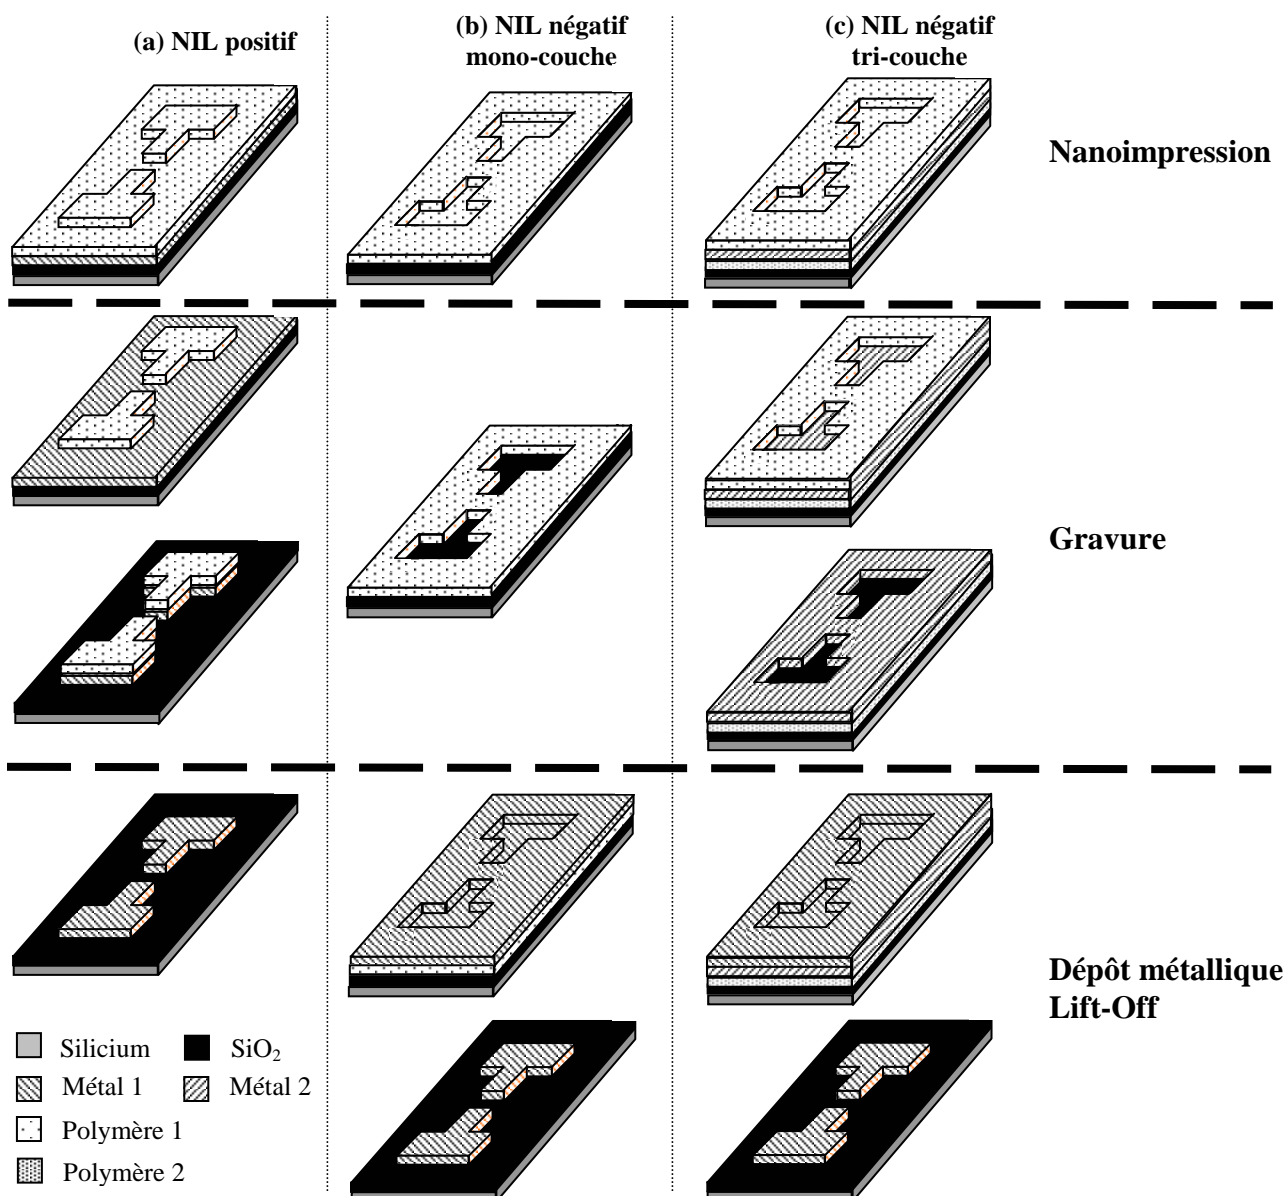 (a) NIL positif
(b) NIL négatif
mono-couche
(c) NIL négatif
tri-couche
Nanoimpression
Gravure
Dépôt métallique
Lift-Off
Silicium
SiO₂
Métal 1
Métal 2
Polymère 1
Polymère 2